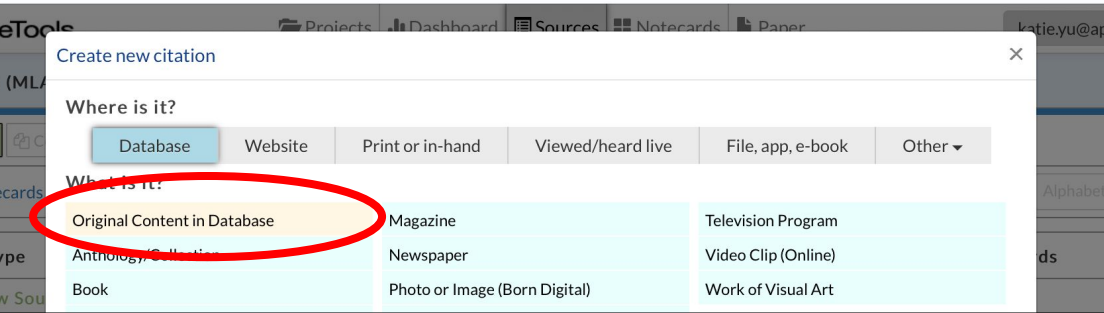 eTools Projects Dashboard Sources Notecards Paper katie.yu@ap
Create new citation ×
(MLA
Where is it?
Database Website Print or in-hand Viewed/heard live File, app, e-book Other
What is it?
ecards Alphabet
Original Content in Database Magazine Television Program
Anthology/Collection Newspaper Video Clip (Online)
ype ds
Book Photo or Image (Born Digital) Work of Visual Art
w Sou